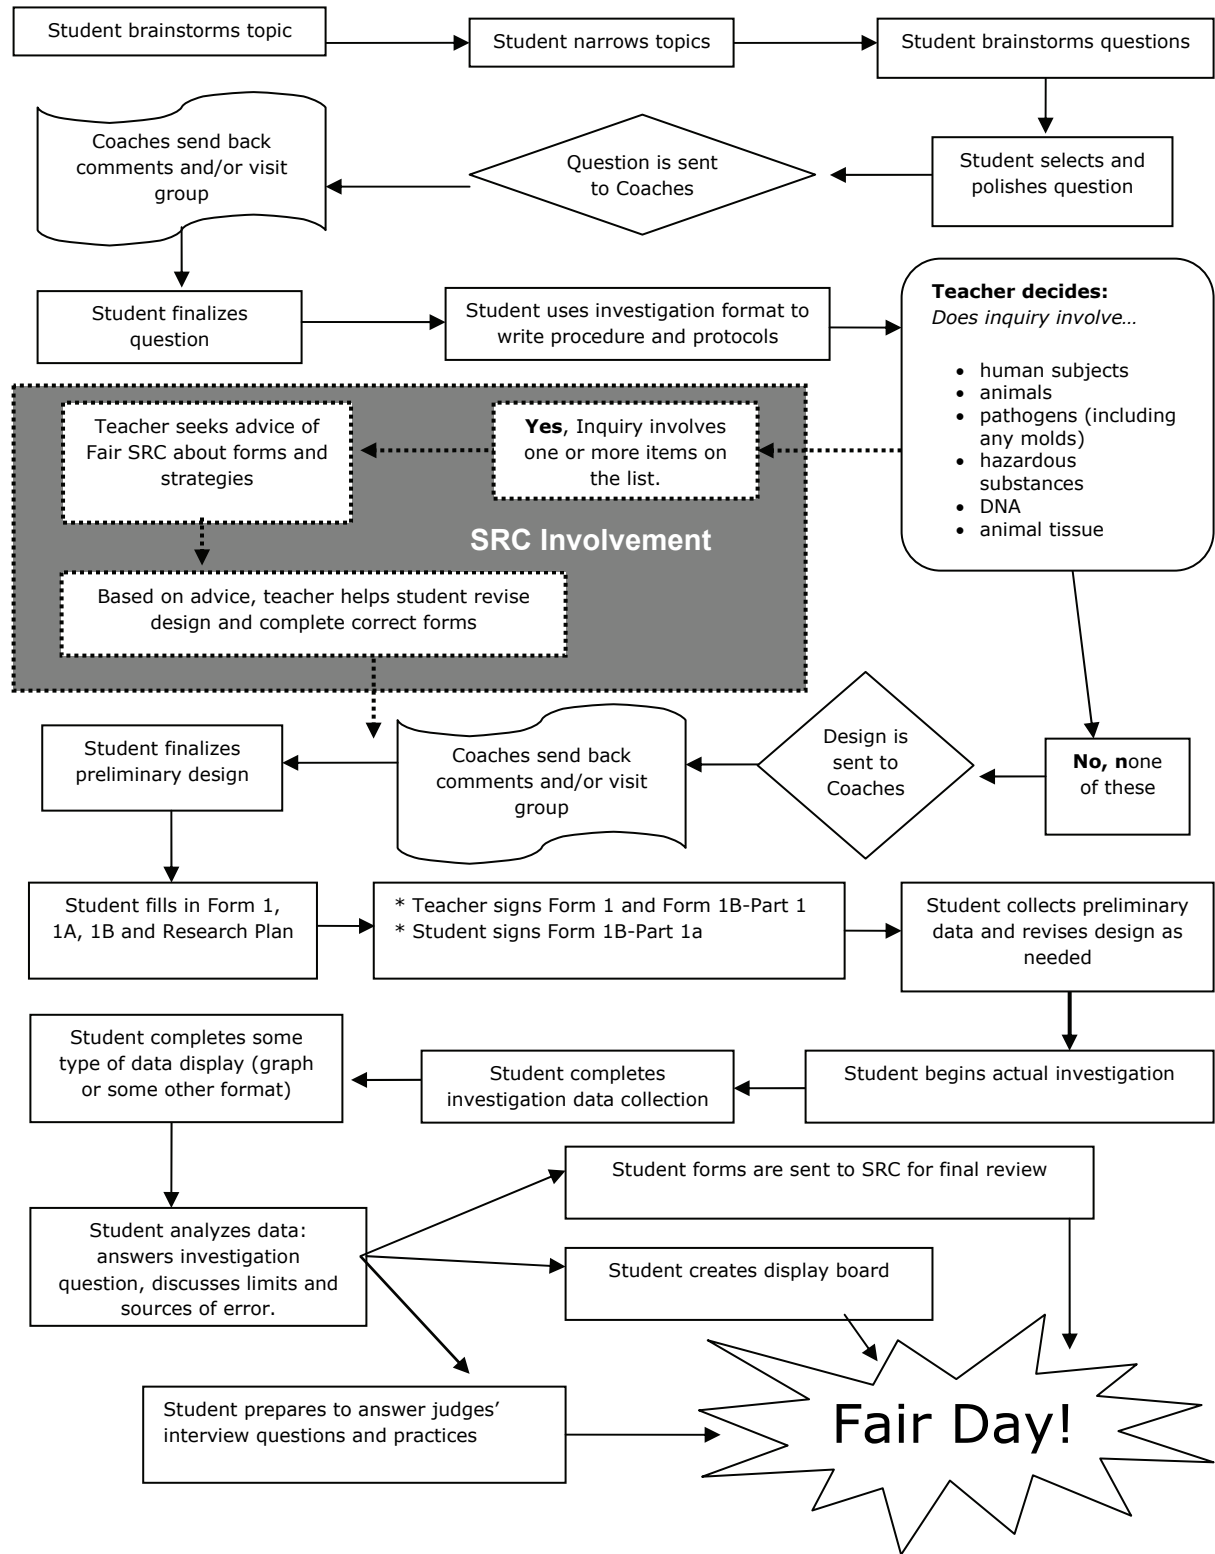 Student brainstorms topic
Student narrows topics
Student brainstorms questions
Student selects and
polishes question
Question is sent
to Coaches
Coaches send back
comments and/or visit
group
Student finalizes
question
Student uses investigation format to
write procedure and protocols
Teacher decides:
Does inquiry involve…
• human subjects
• animals
• pathogens (including
any molds)
• hazardous
substances
• DNA
• animal tissue
Yes, Inquiry involves
one or more items on
the list.
Teacher seeks advice of
Fair SRC about forms and
strategies
SRC Involvement
Based on advice, teacher helps student revise
design and complete correct forms
No, none
of these
Design is
sent to
Coaches
Coaches send back
comments and/or visit
group
Student finalizes
preliminary design
Student fills in Form 1,
1A, 1B and Research Plan
* Teacher signs Form 1 and Form 1B-Part 1
* Student signs Form 1B-Part 1a
Student collects preliminary
data and revises design as
needed
Student begins actual investigation
Student completes
investigation data collection
Student completes some
type of data display (graph
or some other format)
Student analyzes data:
answers investigation
question, discusses limits and
sources of error.
Student forms are sent to SRC for final review
Student creates display board
Student prepares to answer judges’
interview questions and practices
Fair Day!